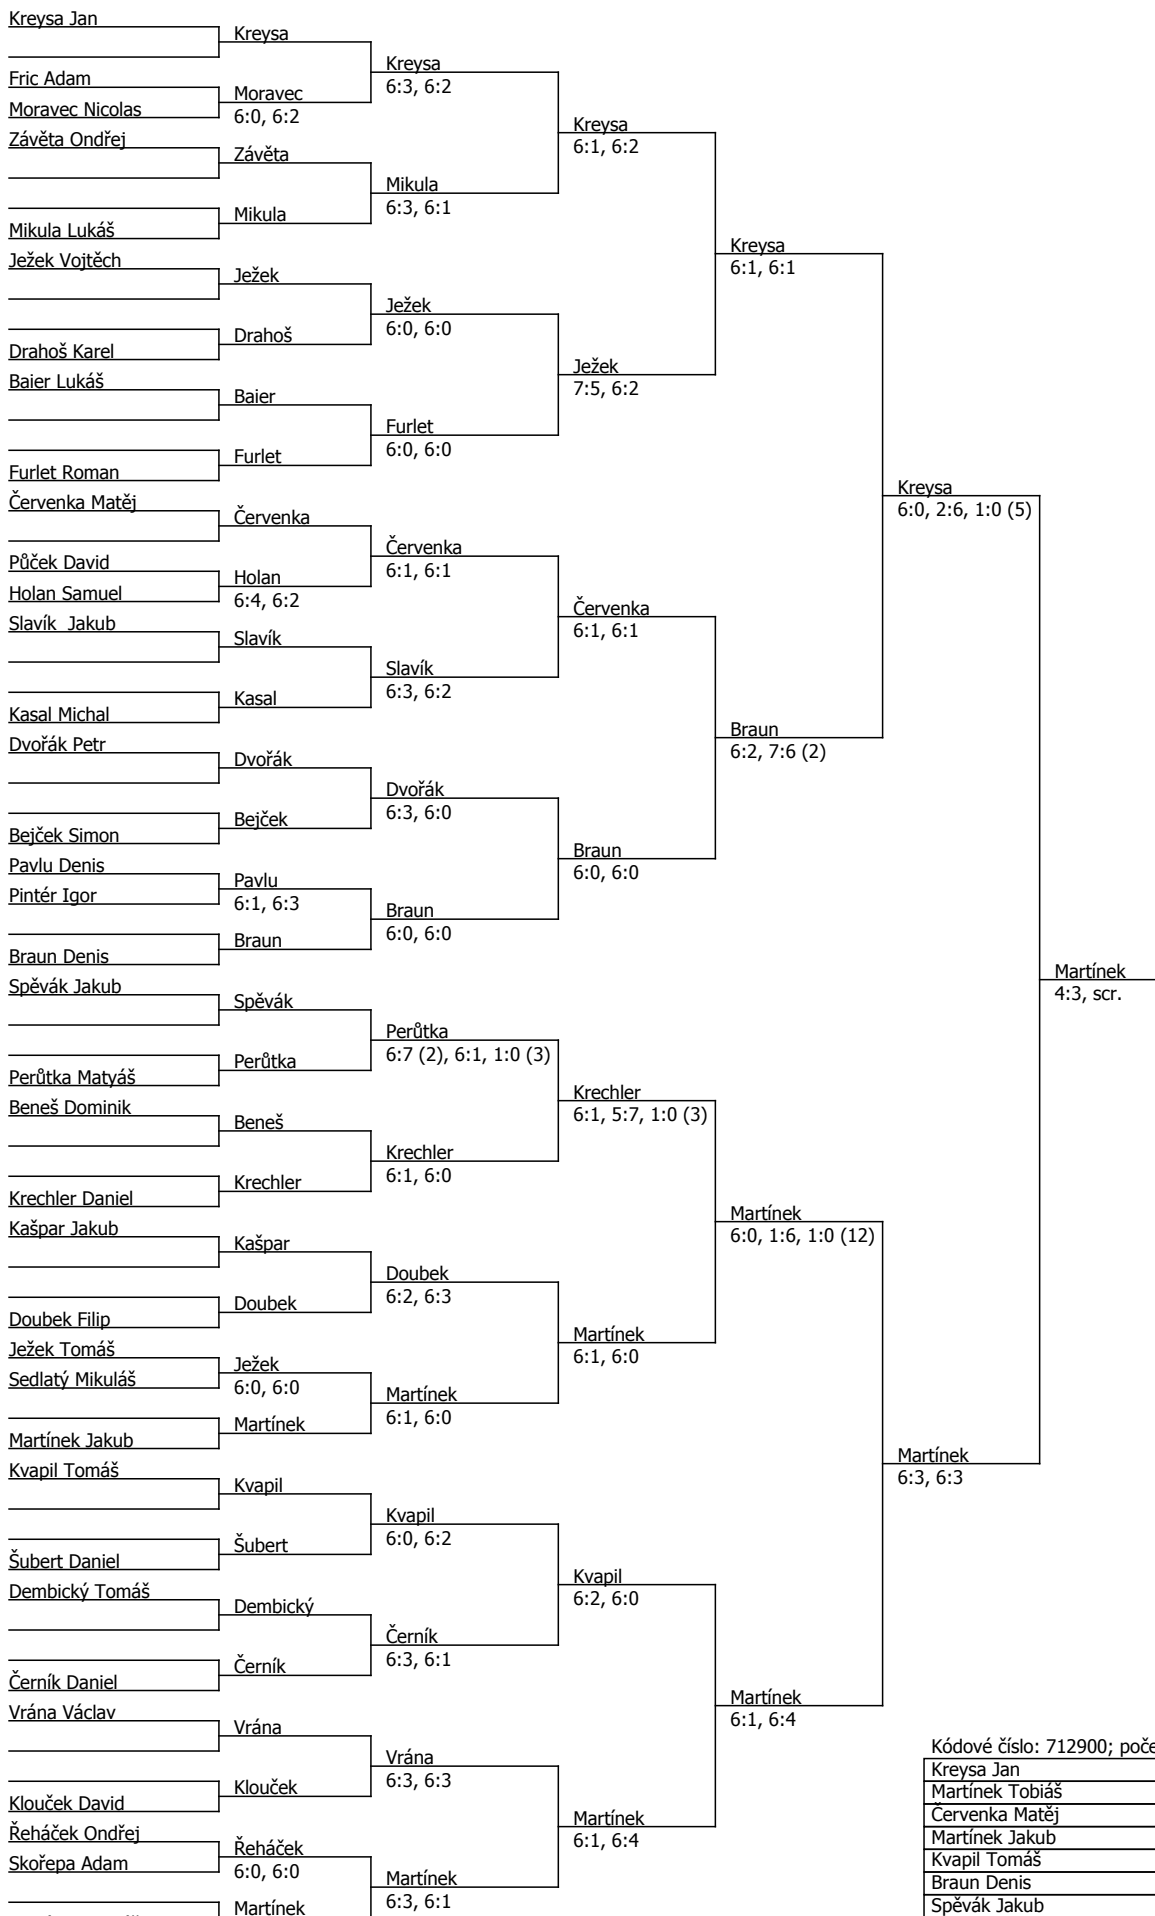 Kreysa Jan
Kreysa
Kreysa
6:3, 6:2
Fric Adam
Moravec
6:0, 6:2
Moravec Nicolas
Kreysa
6:1, 6:2
Závěta Ondřej
Závěta
Mikula
6:3, 6:1
Mikula
Mikula Lukáš
Kreysa
6:1, 6:1
Ježek Vojtěch
Ježek
Ježek
6:0, 6:0
Drahoš
Drahoš Karel
Ježek
7:5, 6:2
Baier Lukáš
Baier
Furlet
6:0, 6:0
Furlet
Furlet Roman
Kreysa
6:0, 2:6, 1:0 (5)
Červenka Matěj
Červenka
Červenka
6:1, 6:1
Půček David
Holan
6:4, 6:2
Holan Samuel
Červenka
6:1, 6:1
Slavík  Jakub
Slavík
Slavík
6:3, 6:2
Kasal
Kasal Michal
Braun
6:2, 7:6 (2)
Dvořák Petr
Dvořák
Dvořák
6:3, 6:0
Bejček
Bejček Simon
Braun
6:0, 6:0
Pavlu Denis
Pavlu
6:1, 6:3
Pintér Igor
Braun
6:0, 6:0
Braun
Braun Denis
Martínek
4:3, scr.
Spěvák Jakub
Spěvák
Perůtka
6:7 (2), 6:1, 1:0 (3)
Perůtka
Perůtka Matyáš
Krechler
6:1, 5:7, 1:0 (3)
Beneš Dominik
Beneš
Krechler
6:1, 6:0
Krechler
Krechler Daniel
Martínek
6:0, 1:6, 1:0 (12)
Kašpar Jakub
Kašpar
Doubek
6:2, 6:3
Doubek
Doubek Filip
Martínek
6:1, 6:0
Ježek Tomáš
Ježek
6:0, 6:0
Sedlatý Mikuláš
Martínek
6:1, 6:0
Martínek
Martínek Jakub
Martínek
6:3, 6:3
Kvapil Tomáš
Kvapil
Kvapil
6:0, 6:2
Šubert
Šubert Daniel
Kvapil
6:2, 6:0
Dembický Tomáš
Dembický
Černík
6:3, 6:1
Černík
Černík Daniel
Martínek
6:1, 6:4
Vrána Václav
Vrána
Vrána
6:3, 6:3
Klouček
Klouček David
Martínek
6:1, 6:4
Řeháček Ondřej
Řeháček
6:0, 6:0
Skořepa Adam
Martínek
6:3, 6:1
Martínek
Kódové číslo: 712900; poče
Kreysa Jan
Martínek Tobiáš
Červenka Matěj
Martínek Jakub
Kvapil Tomáš
Braun Denis
Spěvák Jakub